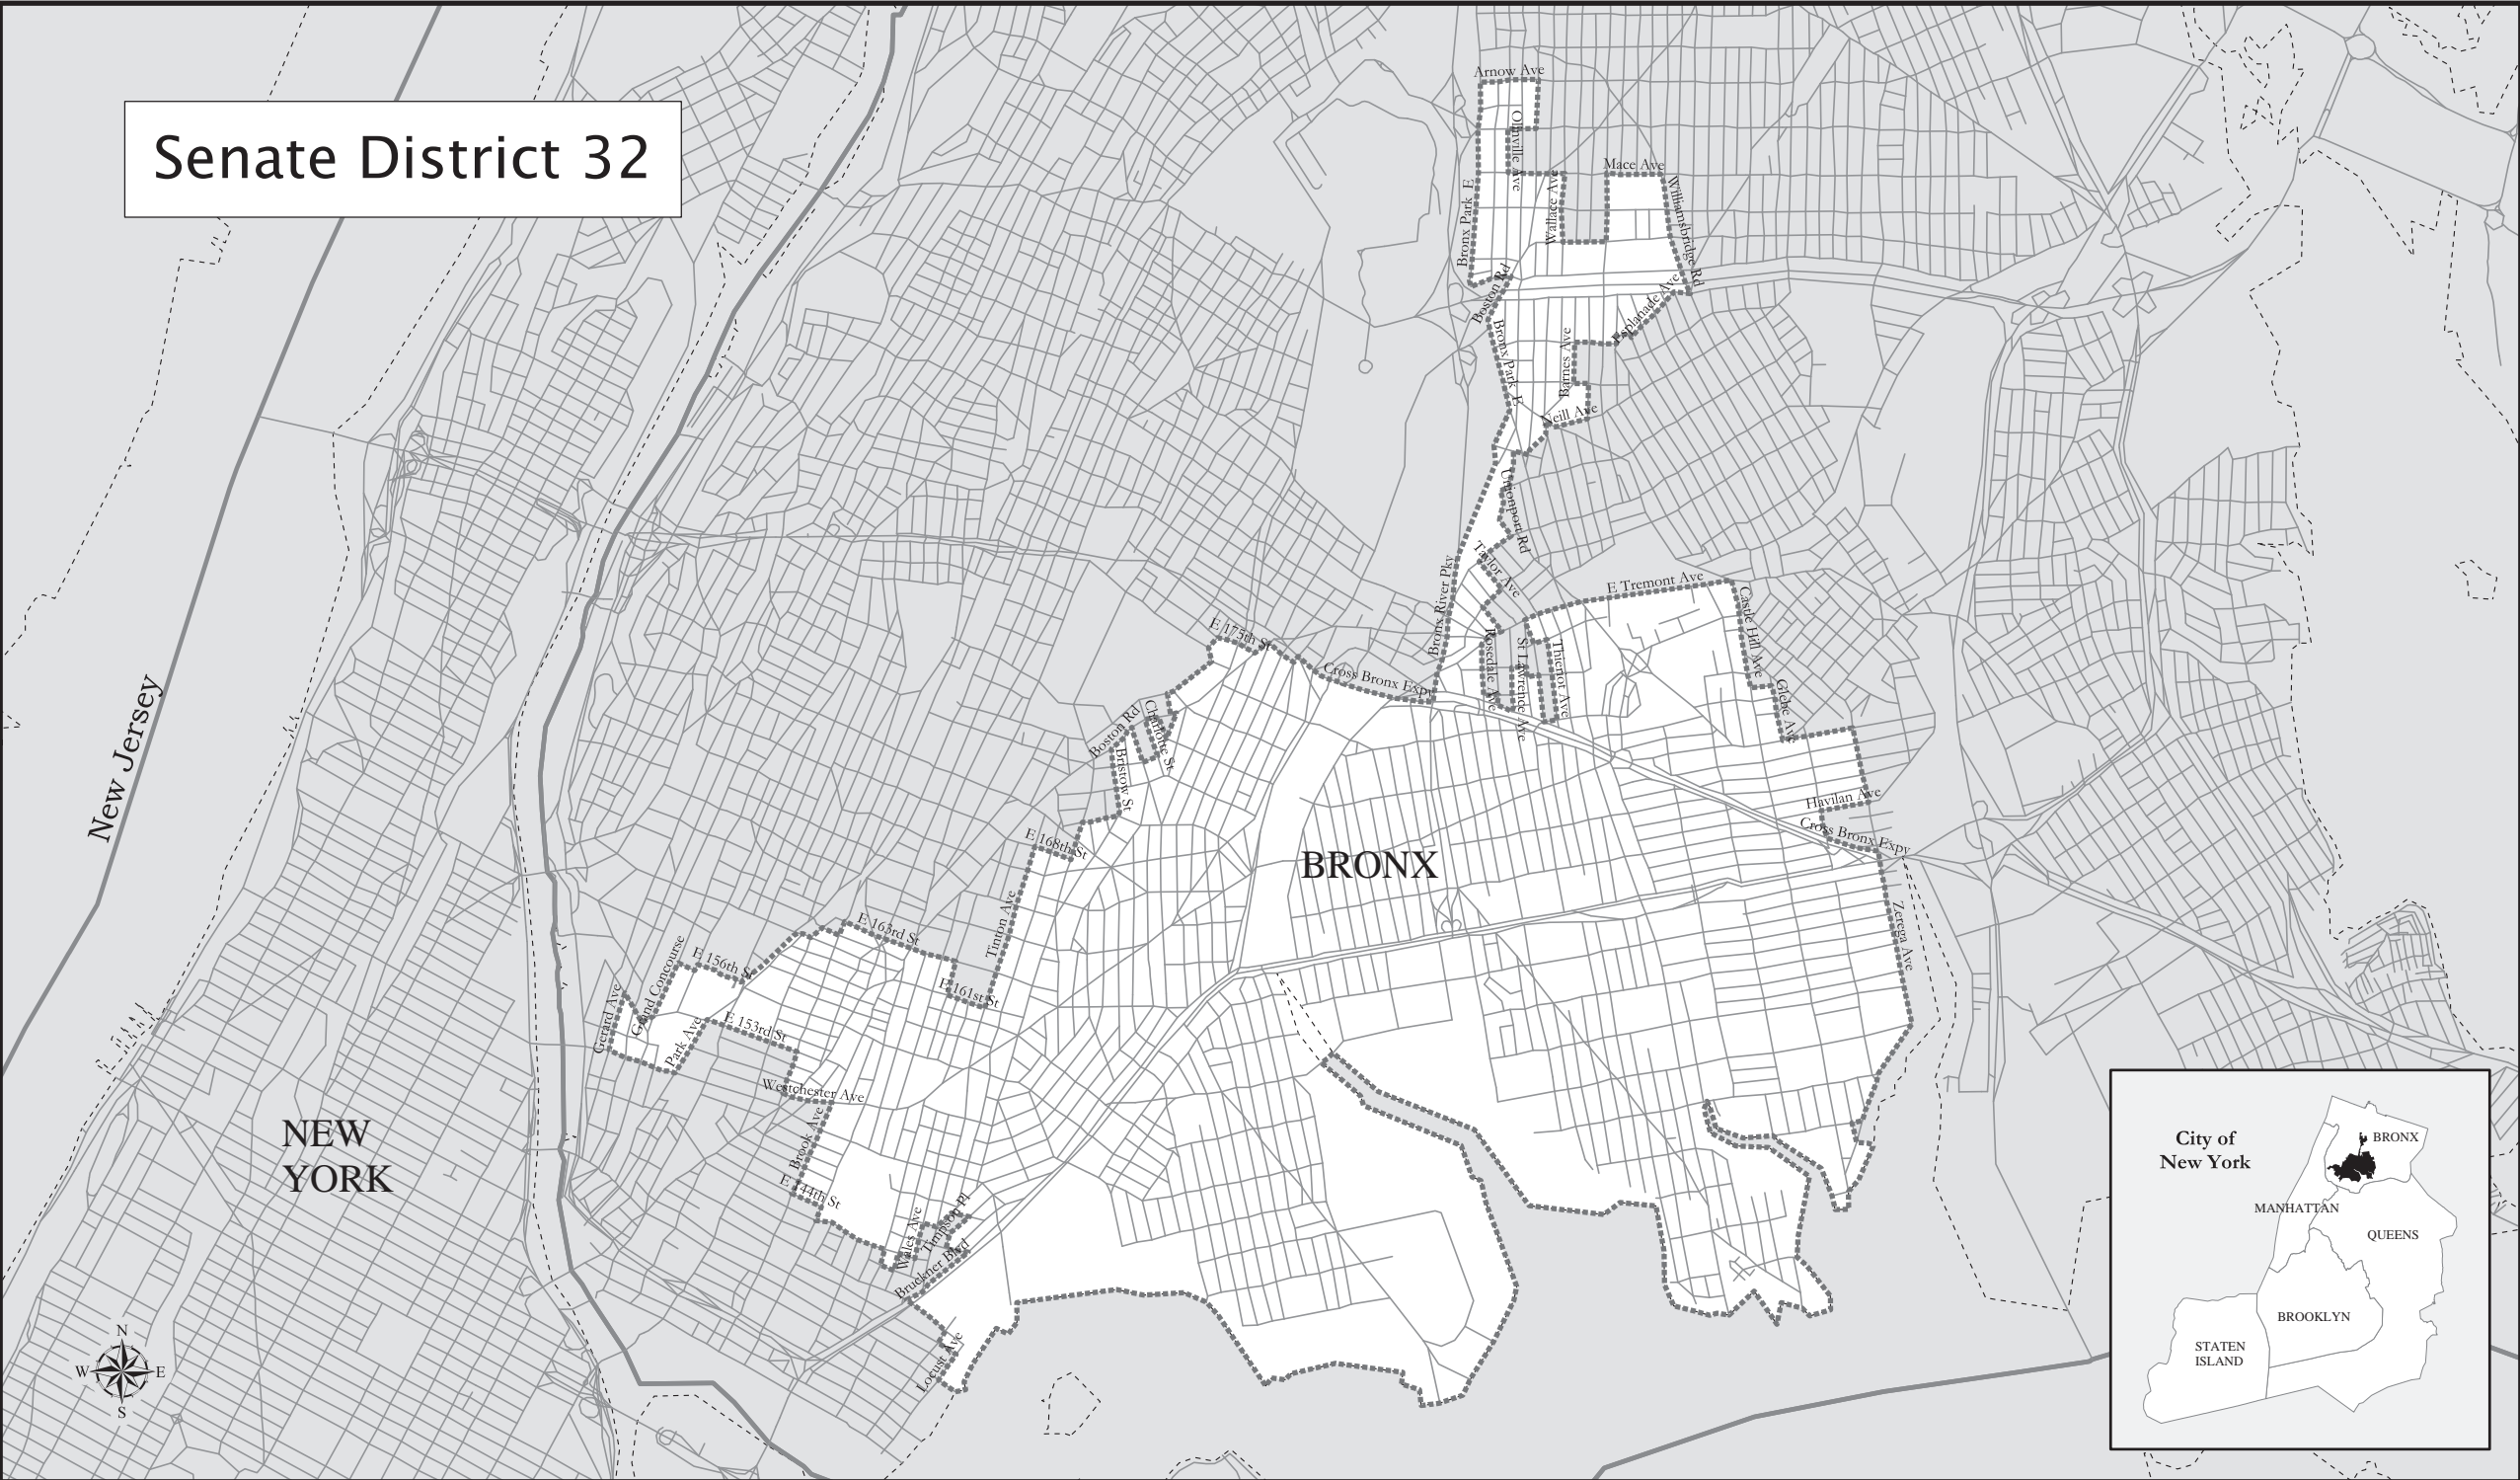 Senate District 32
Arnow Ave
Olinville Ave
Mace Ave
Wallace Ave
Williamsbridge Rd
Bronx Park E
Boston Rd
Esplanade Ave
Bronx Park E
Barnes Ave
Neill Ave
Unionport Rd
Taylor Ave
Bronx River Pky
E Tremont Ave
Castle Hill Ave
E 175th St
Rosedale Ave
St Lawrence Ave
Thieriot Ave
Cross Bronx Expy
Glebe Ave
Boston Rd
Charlotte St
Bristow St
New Jersey
Havilan Ave
Cross Bronx Expy
E 168th St
BRONX
Tinton Ave
E 163rd St
Zerega Ave
E 156th St
Grand Concourse
E 161st St
Gerard Ave
Park Ave
E 153rd St
Westchester Ave
NEW
YORK
Brook Ave
E 144th St
Wales Ave
Timpson Pl
Bruckner Blvd
Locust Ave
N
W
E
S
City of
New York
BRONX
MANHATTAN
QUEENS
BROOKLYN
STATEN
ISLAND